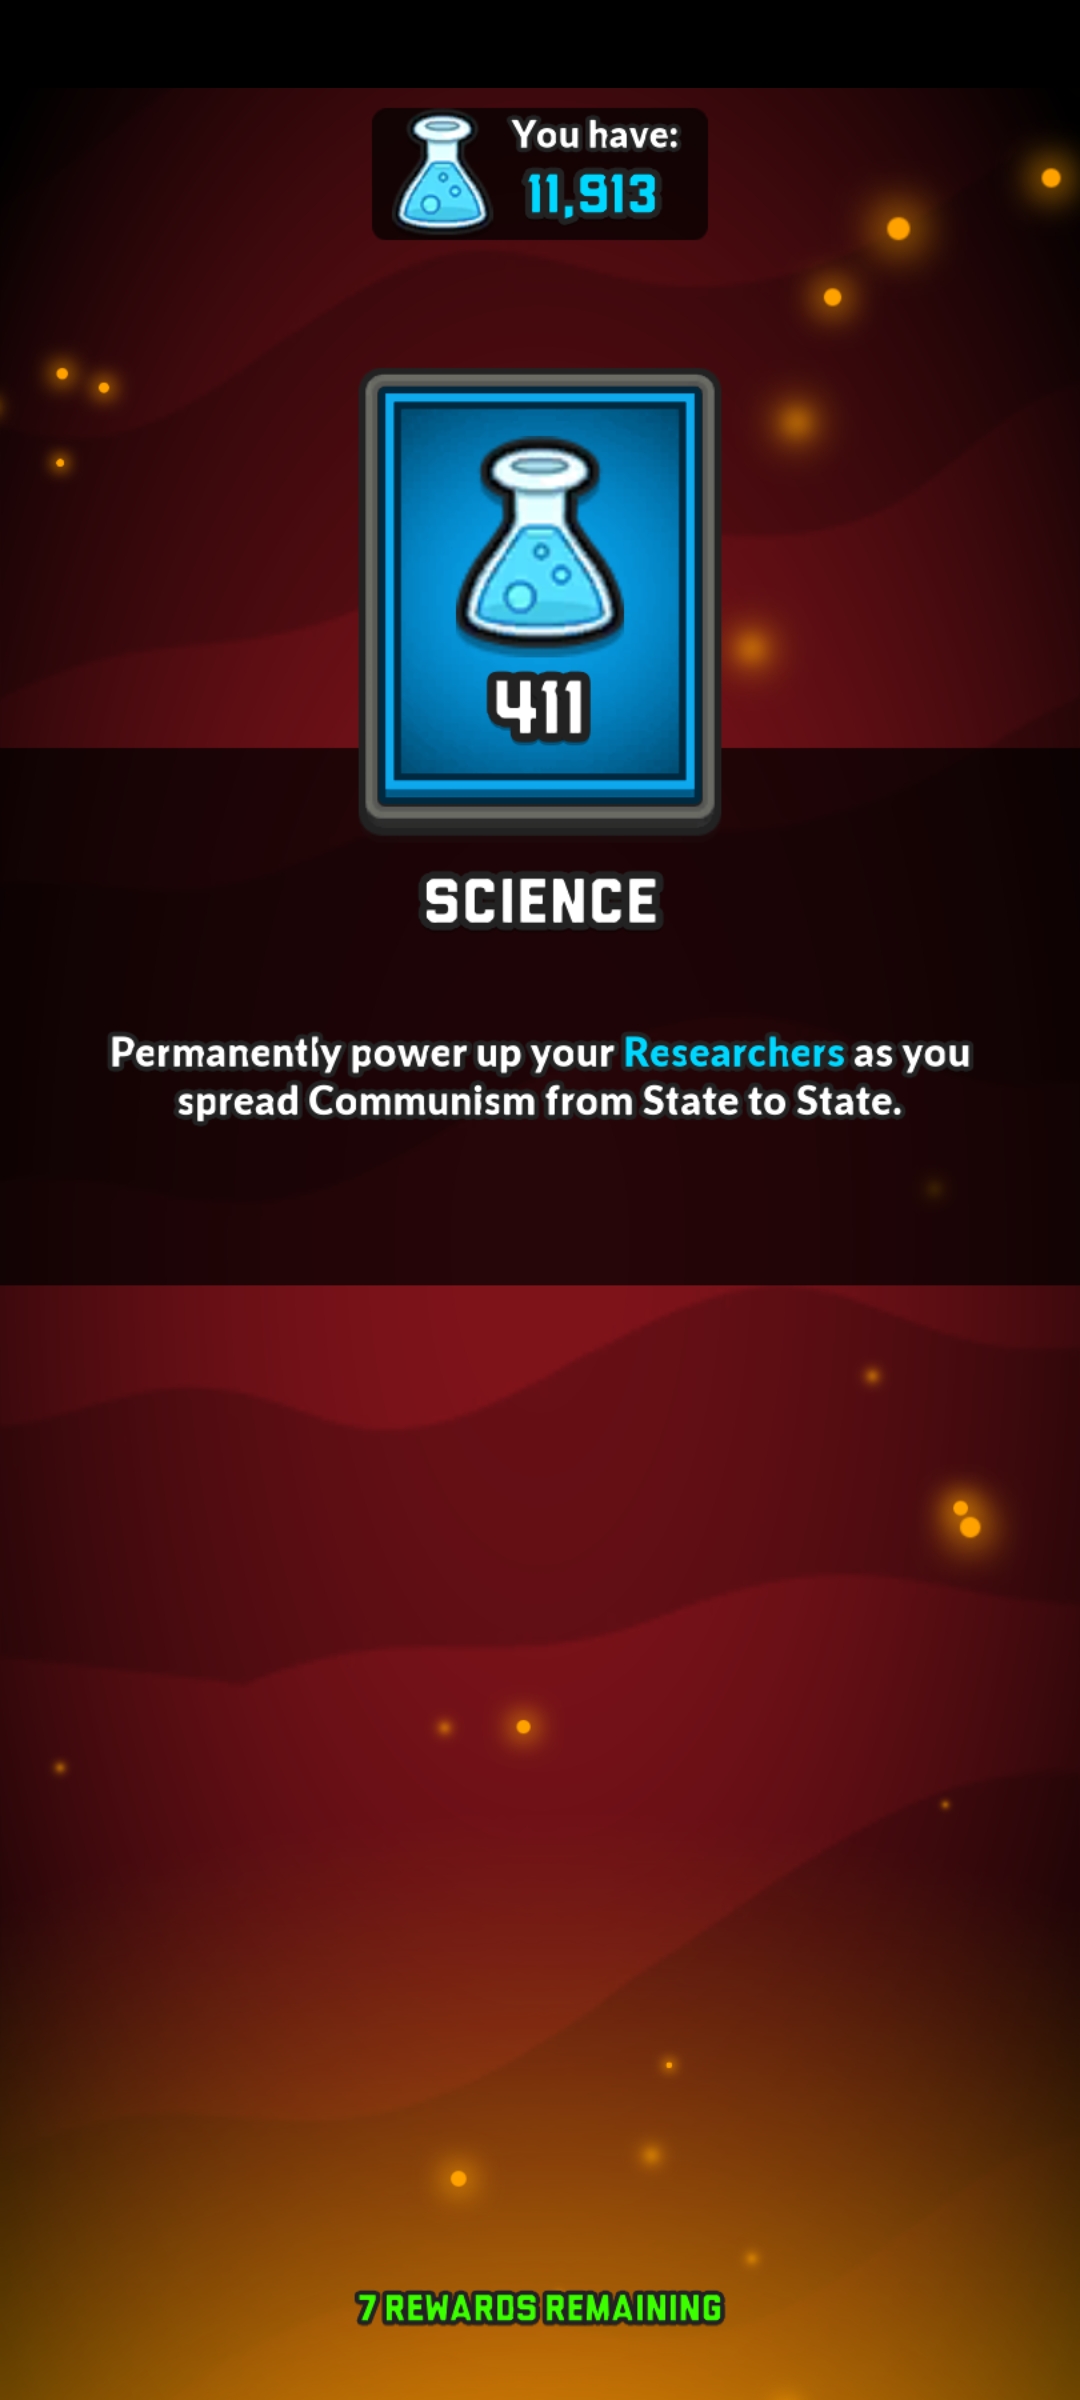 You have:
11,913
411
SCIENCE
Permanently power up your Researchers as you
spread Communism from State to State.
7 REWARDS REMAINING